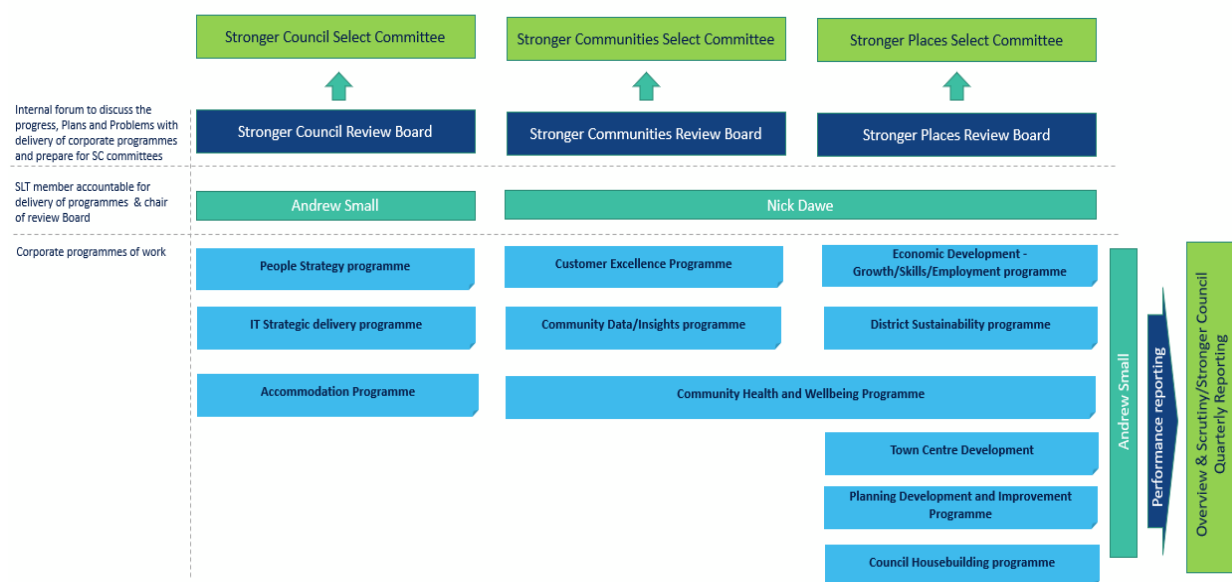 Stronger Council Select Committee
Stronger Communities Select Committee
Stronger Places Select Committee
Internal forum to discuss the
progress, Plans and Problems with
delivery of corporate programmes
and prepare for SC committees
Stronger Council Review Board
Stronger Communities Review Board
Stronger Places Review Board
SLT member accountable for
delivery of programmes & chair
of review Board
Andrew Small
Nick Dawe
Corporate programmes of work
People Strategy programme
Customer Excellence Programme
Economic Development -
Growth/Skills/Employment programme
IT Strategic delivery programme
Community Data/Insights programme
District Sustainability programme
Accommodation Programme
Community Health and Wellbeing Programme
Town Centre Development
Planning Development and Improvement
Programme
Council Housebuilding programme
Andrew Small
Performance reporting
Overview & Scrutiny/Stronger Council
Quarterly Reporting